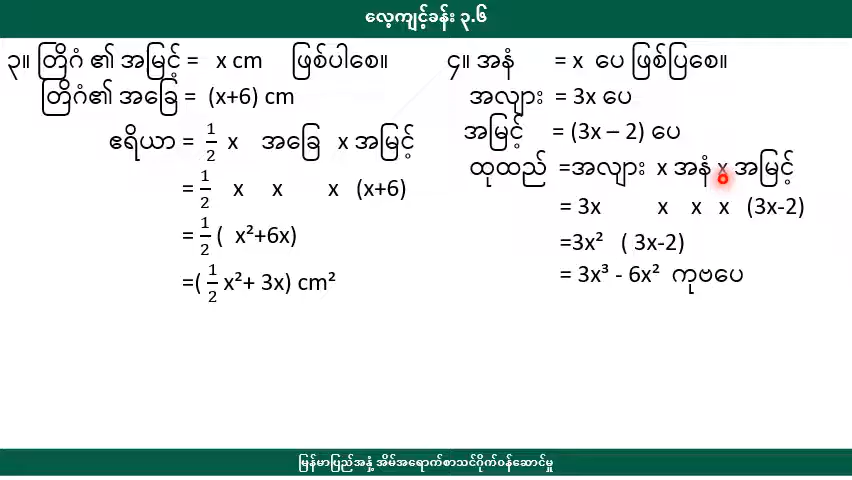 လေ့ကျင့်ခန်း ၃.၆
၃။ တြိဂံ ၏ အမြင့် = x cm ဖြစ်ပါစေ။
တြိဂံ၏ အခြေ = (x+6) cm
ဧရိယာ = 1/2 x အခြေ x အမြင့်
= 1/2 x x x (x+6)
= 1/2 ( x²+6x)
=( 1/2 x²+ 3x) cm²
၄။ အနံ = x ပေ ဖြစ်ပြစေ။
အလျား = 3x ပေ
အမြင့် = (3x – 2) ပေ
ထုထည် =အလျား x အနံ x အမြင့်
= 3x x x x (3x-2)
=3x² ( 3x-2)
= 3x³ - 6x² ကုဗပေ
မြန်မာပြည်အနှံ့ အိမ်အရောက်စာသင်ဝိုက်ဝန်ဆောင်မှု